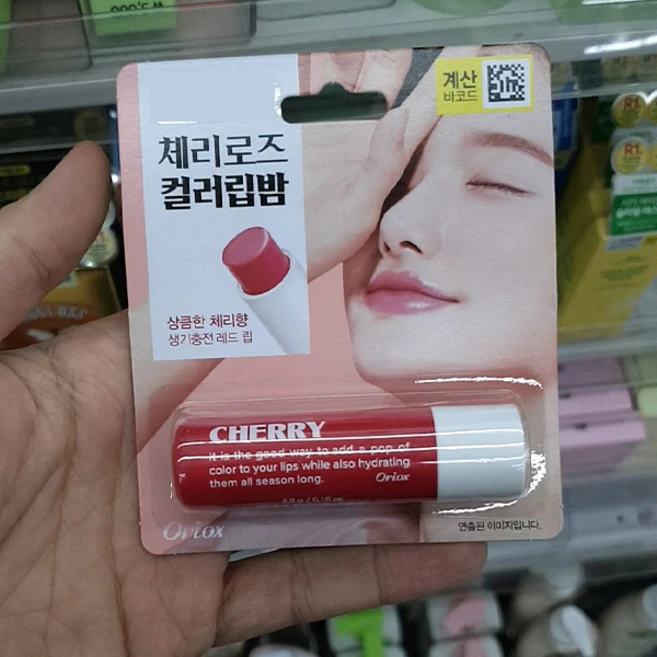 ₩5,000
계산
바코드
체리로즈
컬러립밤
상큼한 체리향
생기충전 레드 립
CHERRY
It is the good way to add a pop of
color to your lips while also hydrating
them all season long.
Oriox
Oriox
연출된 이미지입니다.